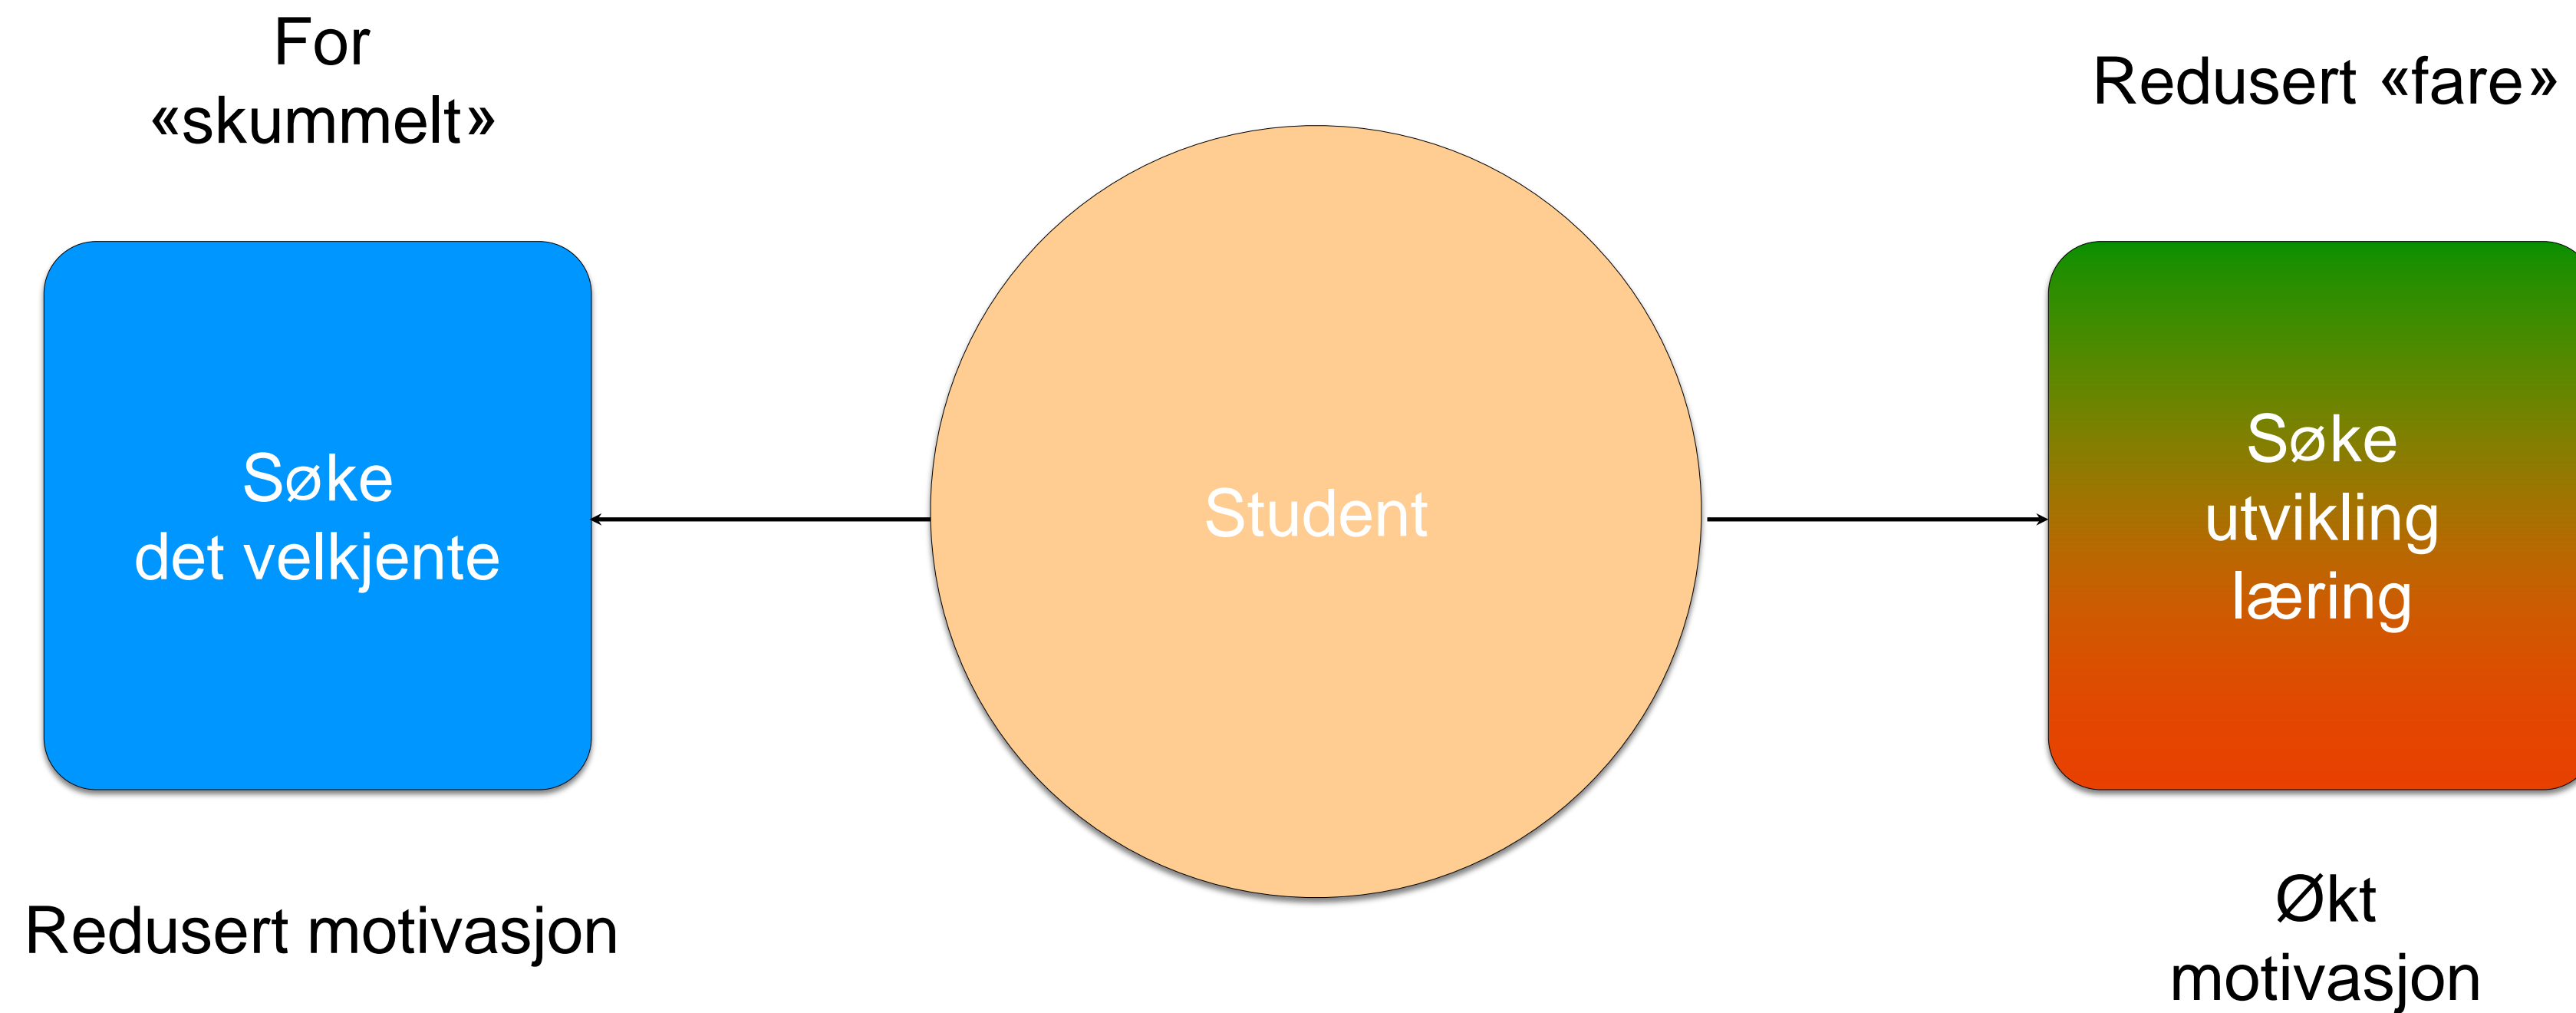 For
«skummelt»
Søke
det velkjente
Redusert motivasjon
Student
Redusert «fare»
Søke
utvikling
læring
Økt
motivasjon